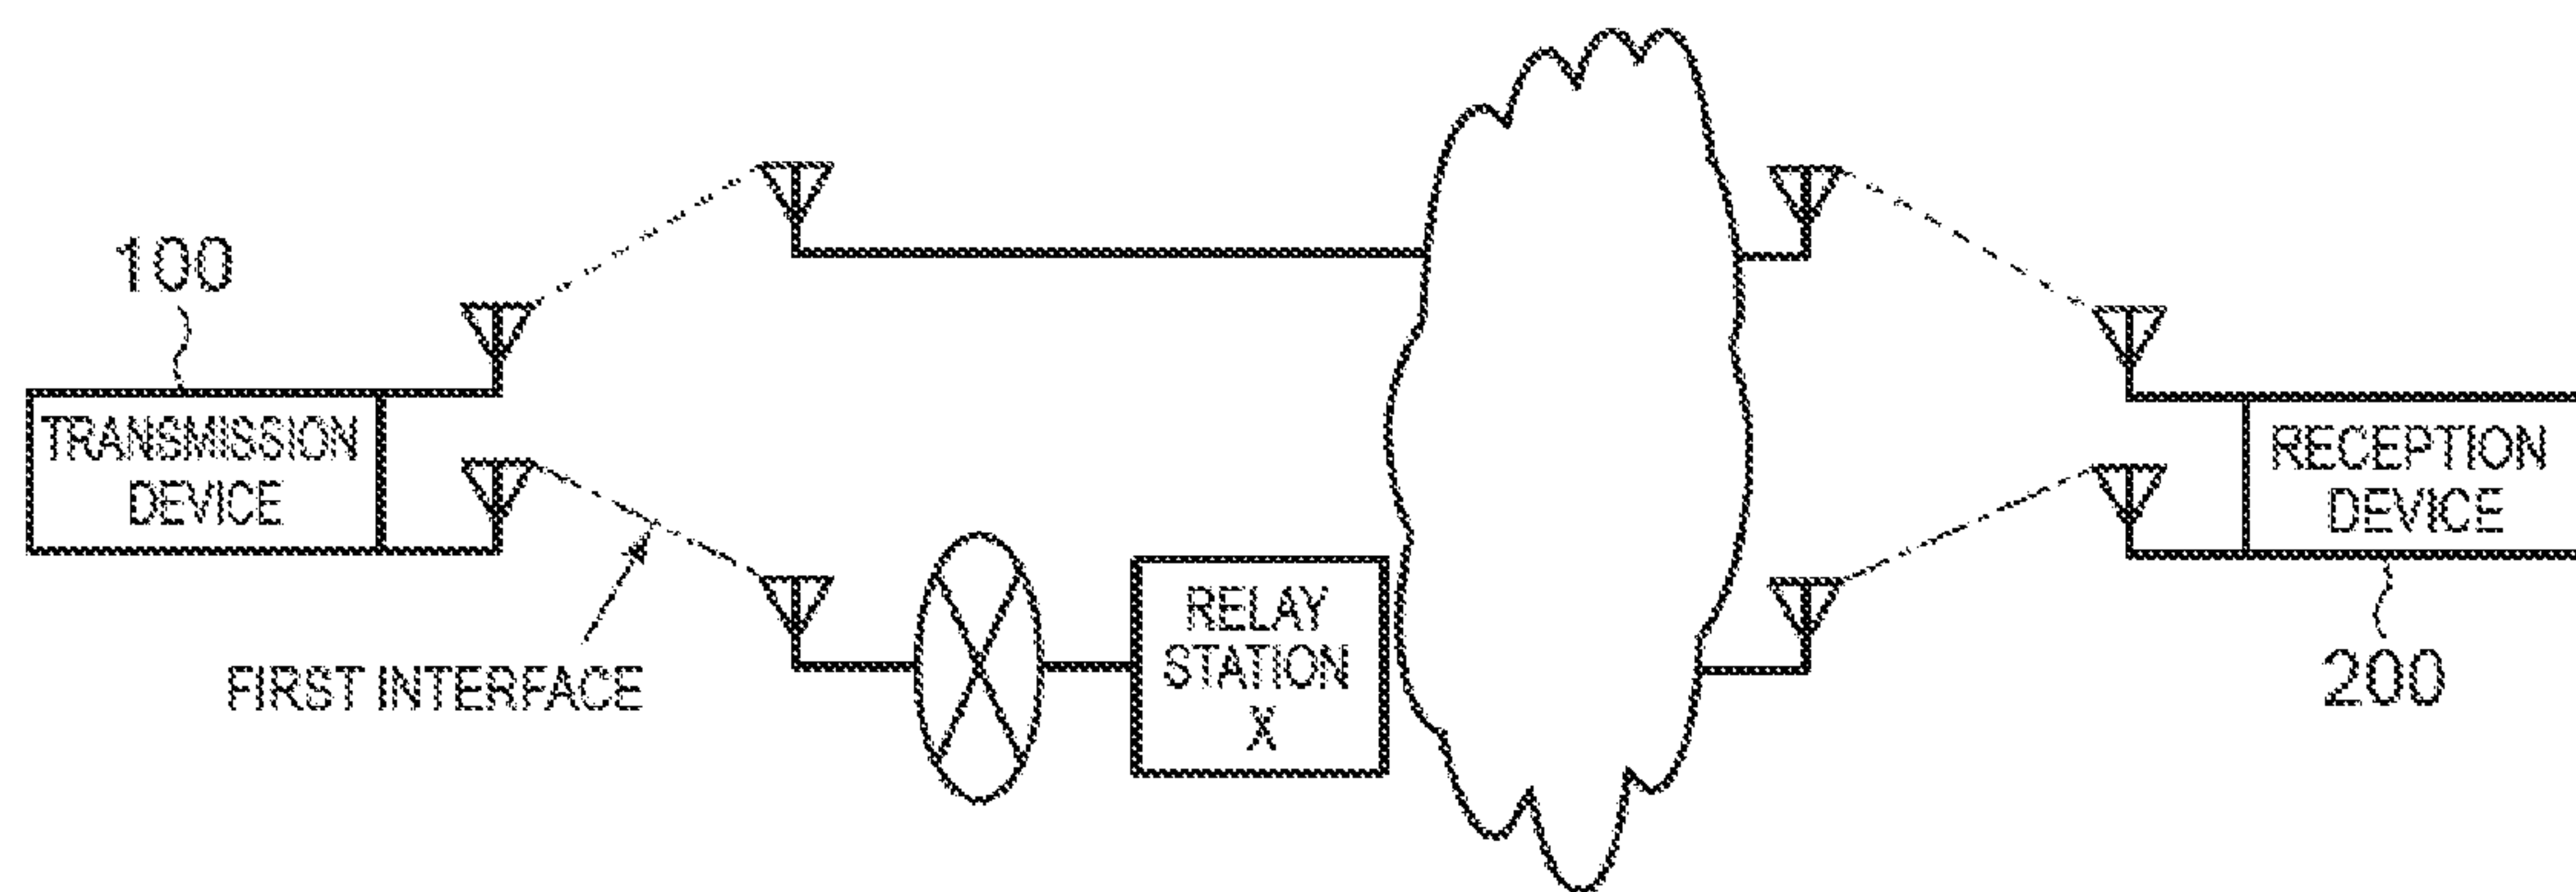 100
TRANSMISSION
DEVICE
FIRST INTERFACE
RELAY
STATION
X
RECEPTION
DEVICE
200